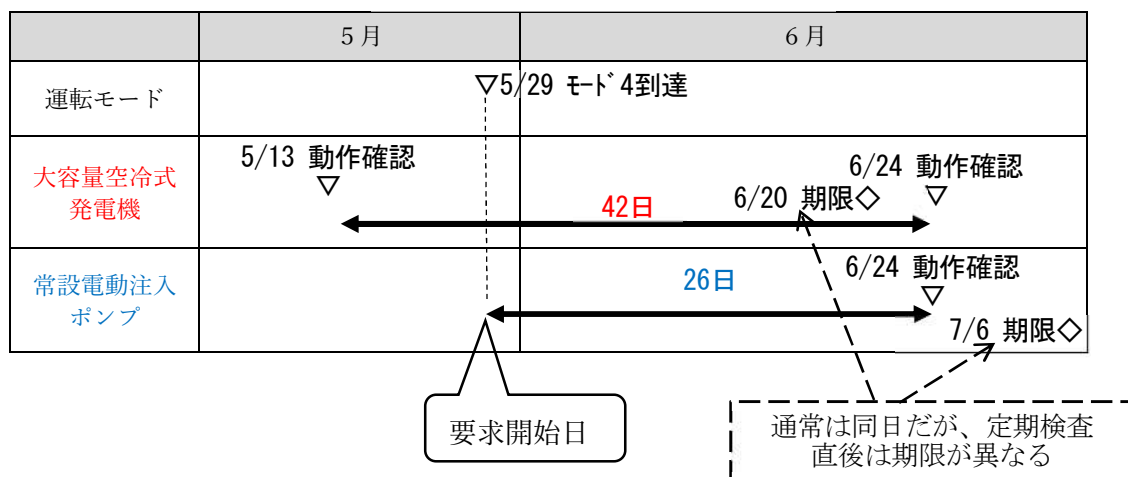 ５月
６月
運転モード
▽5/29 ﾓｰﾄﾞ4到達
大容量空冷式
発電機
5/13 動作確認
▽
42日
6/20 期限◇
6/24 動作確認
▽
常設電動注入
ポンプ
26日
6/24 動作確認
▽
7/6 期限◇
要求開始日
通常は同日だが、定期検査
直後は期限が異なる